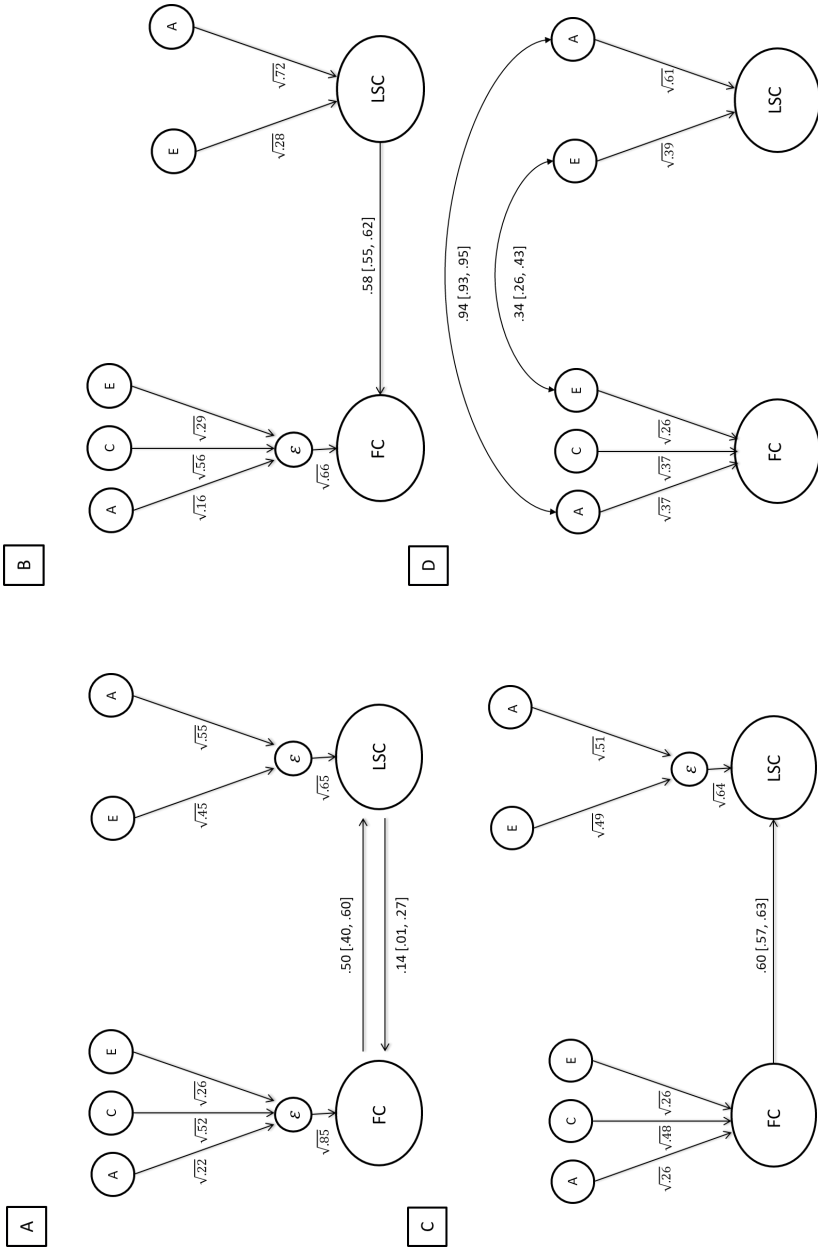 A
A C E E A
√.22 √.52 √.26 √.45 √.55
ε ε
√.85 √.65
.50 [.40, .60]
FC LSC
.14 [.01, .27]
B
A C E E A
√.16 √.56 √.29 √.28 √.72
ε
√.66
.58 [.55, .62]
FC LSC
C
E A
A C E
√.49 √.51
√.26 √.48 √.26
ε
√.64
.60 [.57, .63]
FC LSC
D
.94 [.93, .95]
.34 [.26, .43]
A C E E A
√.37 √.37 √.26 √.39 √.61
FC LSC